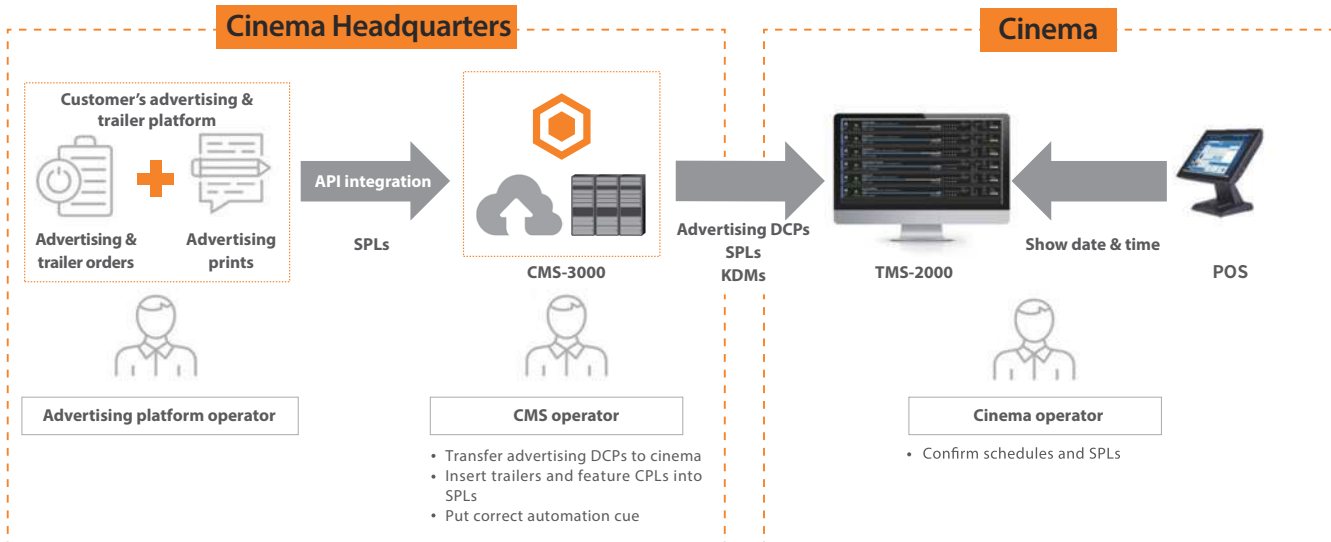 Cinema Headquarters
Cinema
Customer's advertising &
trailer platform
Advertising &
trailer orders
Advertising
prints
API integration
SPLs
CMS-3000
Advertising DCPs
SPLs
KDMs
TMS-2000
Show date & time
POS
Advertising platform operator
CMS operator
• Transfer advertising DCPs to cinema
• Insert trailers and feature CPLs into
SPLs
• Put correct automation cue
Cinema operator
• Confirm schedules and SPLs